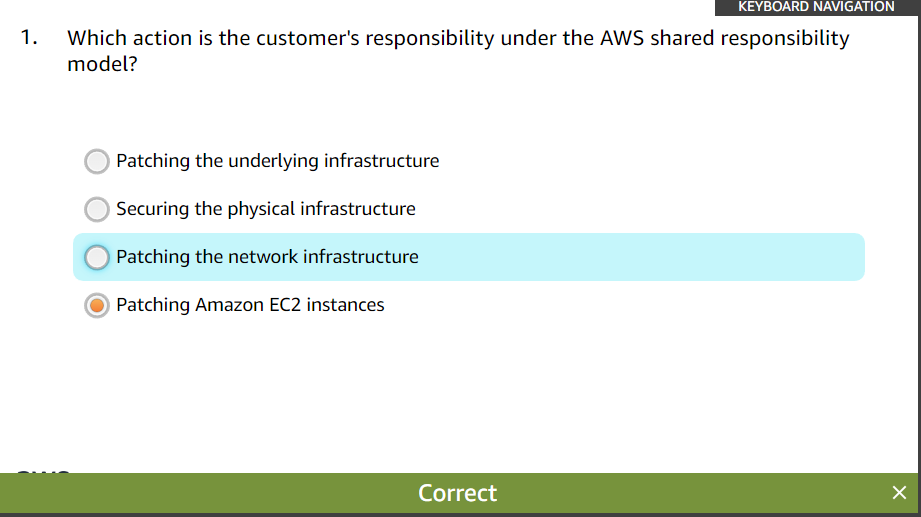 KEYBOARD NAVIGATION
1. Which action is the customer's responsibility under the AWS shared responsibility
model?
Patching the underlying infrastructure
Securing the physical infrastructure
Patching the network infrastructure
Patching Amazon EC2 instances
Correct ×